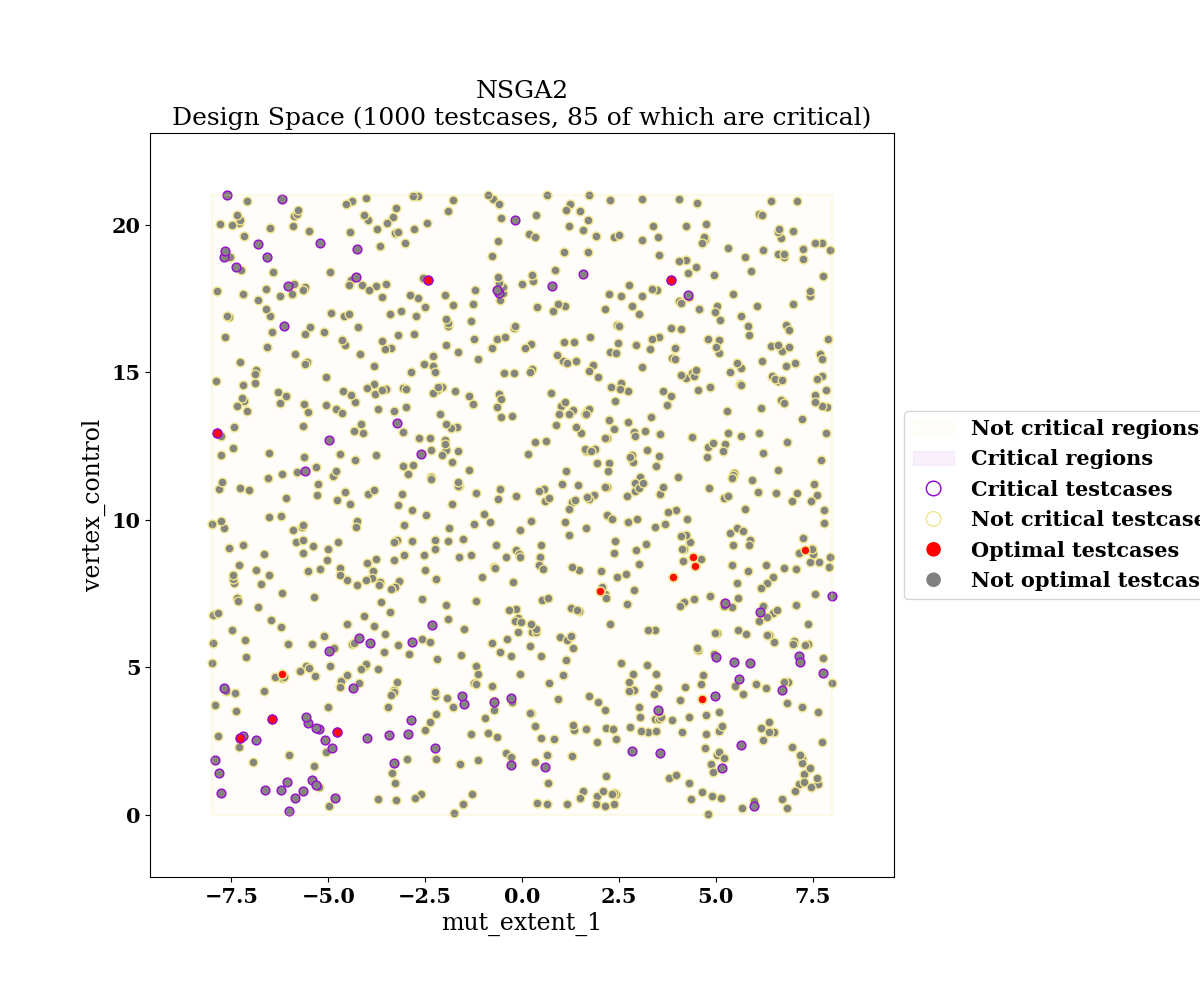 NSGA2
Design Space (1000 testcases, 85 of which are critical)
20
15
10
5
0
vertex_control
−7.5 −5.0 −2.5 0.0 2.5 5.0 7.5
mut_extent_1
Not critical regions
Critical regions
Critical testcases
Not critical testcase
Optimal testcases
Not optimal testcas